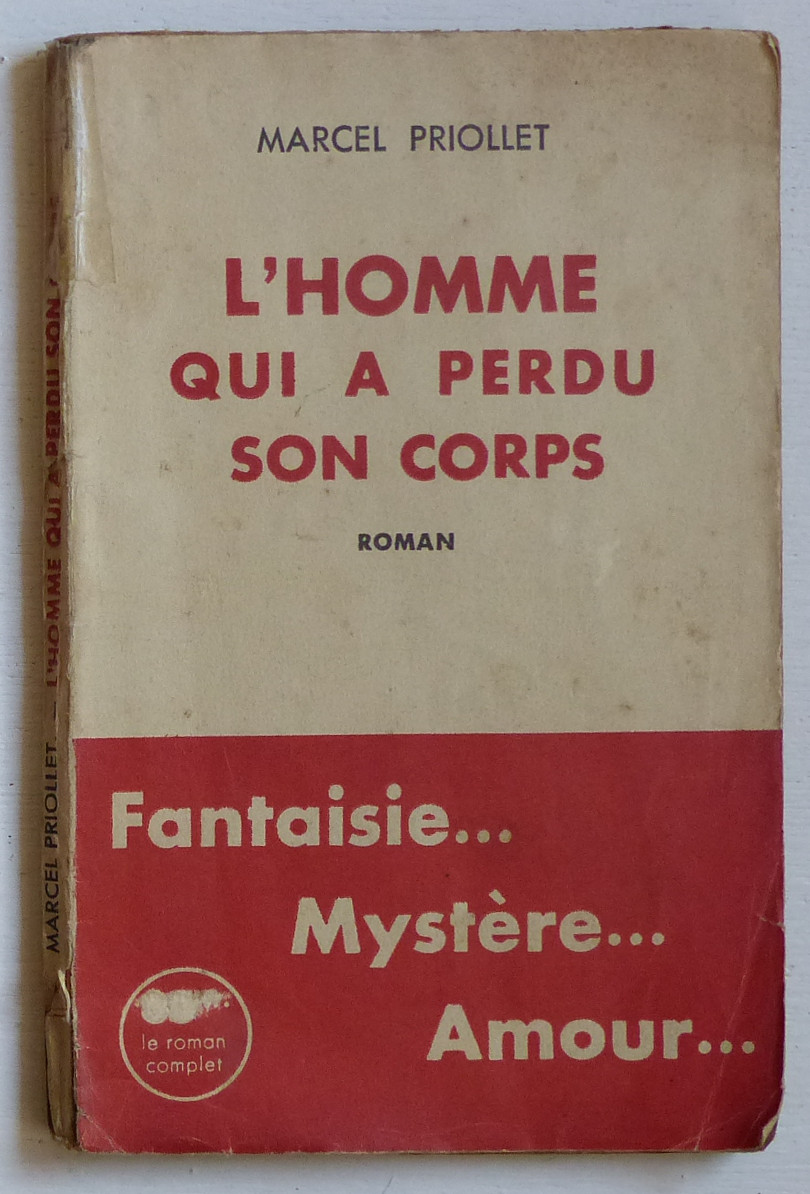 MARCEL PRIOLLET
L'HOMME
QUI A PERDU
SON CORPS
ROMAN
Fantaisie...
Mystère...
Amour...
le roman
complet
MARCEL PRIOLLET — L'HOMME QUI A PERDU SON